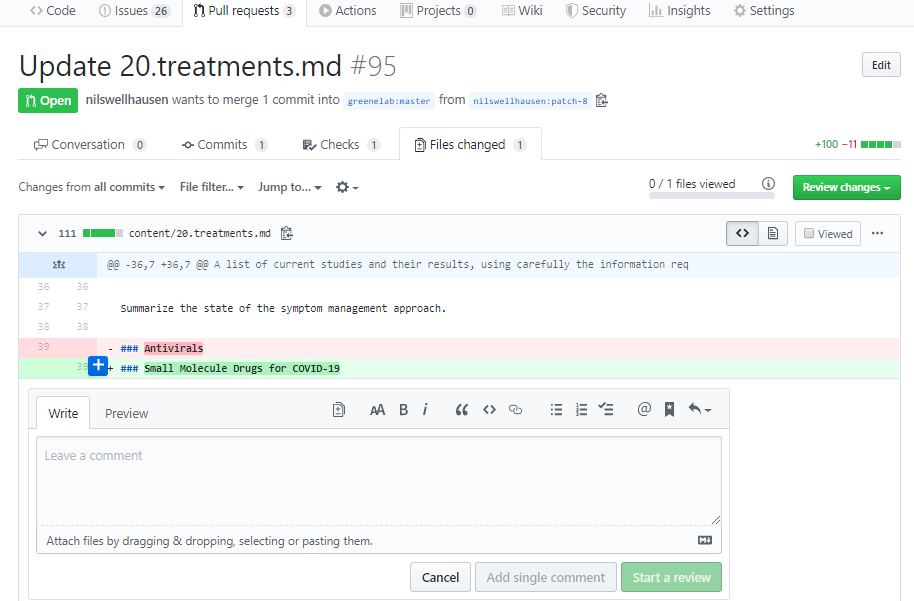 Code Issues 26 Pull requests 3 Actions Projects 0 Wiki Security Insights Settings
Update 20.treatments.md #95
Edit
Open nilswellhausen wants to merge 1 commit into greenelab:master from nilswellhausen:patch-8
Conversation 0 Commits 1 Checks 1 Files changed 1
+100 −11
Changes from all commits File filter... Jump to...
0 / 1 files viewed
Review changes
111 content/20.treatments.md
Viewed
@@ -36,7 +36,7 @@ A list of current studies and their results, using carefully the information req
36 36
37 37 Summarize the state of the symptom management approach.
38 38
39 - ### Antivirals
39 + ### Small Molecule Drugs for COVID-19
Write Preview
AA B i
Leave a comment
Attach files by dragging & dropping, selecting or pasting them.
Cancel Add single comment Start a review